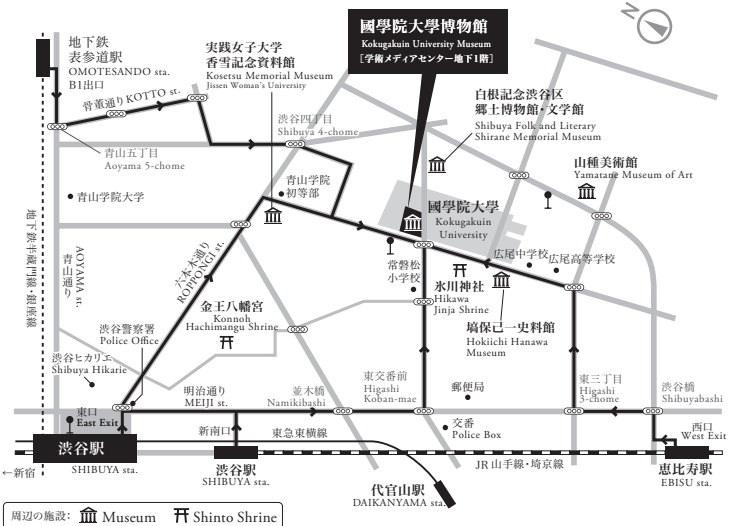 國學院大學博物館
Kokugakuin University Museum
[学術メディアセンター地下1階]
N
地下鉄
表参道駅
OMOTESANDO sta.
B1出口
骨董通り KOTTO st.
実践女子大学
香雪記念資料館
Kosetsu Memorial Museum
Jissen Woman's University
渋谷四丁目
Shibuya 4-chome
白根記念渋谷区
郷土博物館・文学館
Shibuya Folk and Literary
Shirane Memorial Museum
山種美術館
Yamatane Museum of Art
青山五丁目
Aoyama 5-chome
青山学院大学
青山学院
初等部
國學院大學
Kokugakuin
University
地下鉄半蔵門線・銀座線
AOYAMA st.
青山通り
六本木通り
ROPPONGI st.
常磐松
小学校
氷川神社
Hikawa
Jinja Shrine
広尾中学校
広尾高等学校
金王八幡宮
Konnoh
Hachimangu Shrine
塙保己一史料館
Hokiichi Hanawa
Museum
渋谷警察署
Police Office
渋谷ヒカリエ
Shibuya Hikarie
明治通り
MEIJI st.
並木橋
Namikibashi
東交番前
Higashi
Koban-mae
郵便局
東三丁目
Higashi
3-chome
渋谷橋
Shibuyabashi
東口
East Exit
新南口
東急東横線
交番
Police Box
西口
West Exit
渋谷駅
SHIBUYA sta.
←新宿
渋谷駅
SHIBUYA sta.
JR 山手線・埼京線
恵比寿駅
EBISU sta.
代官山駅
DAIKANYAMA sta.
周辺の施設：
Museum
Shinto Shrine